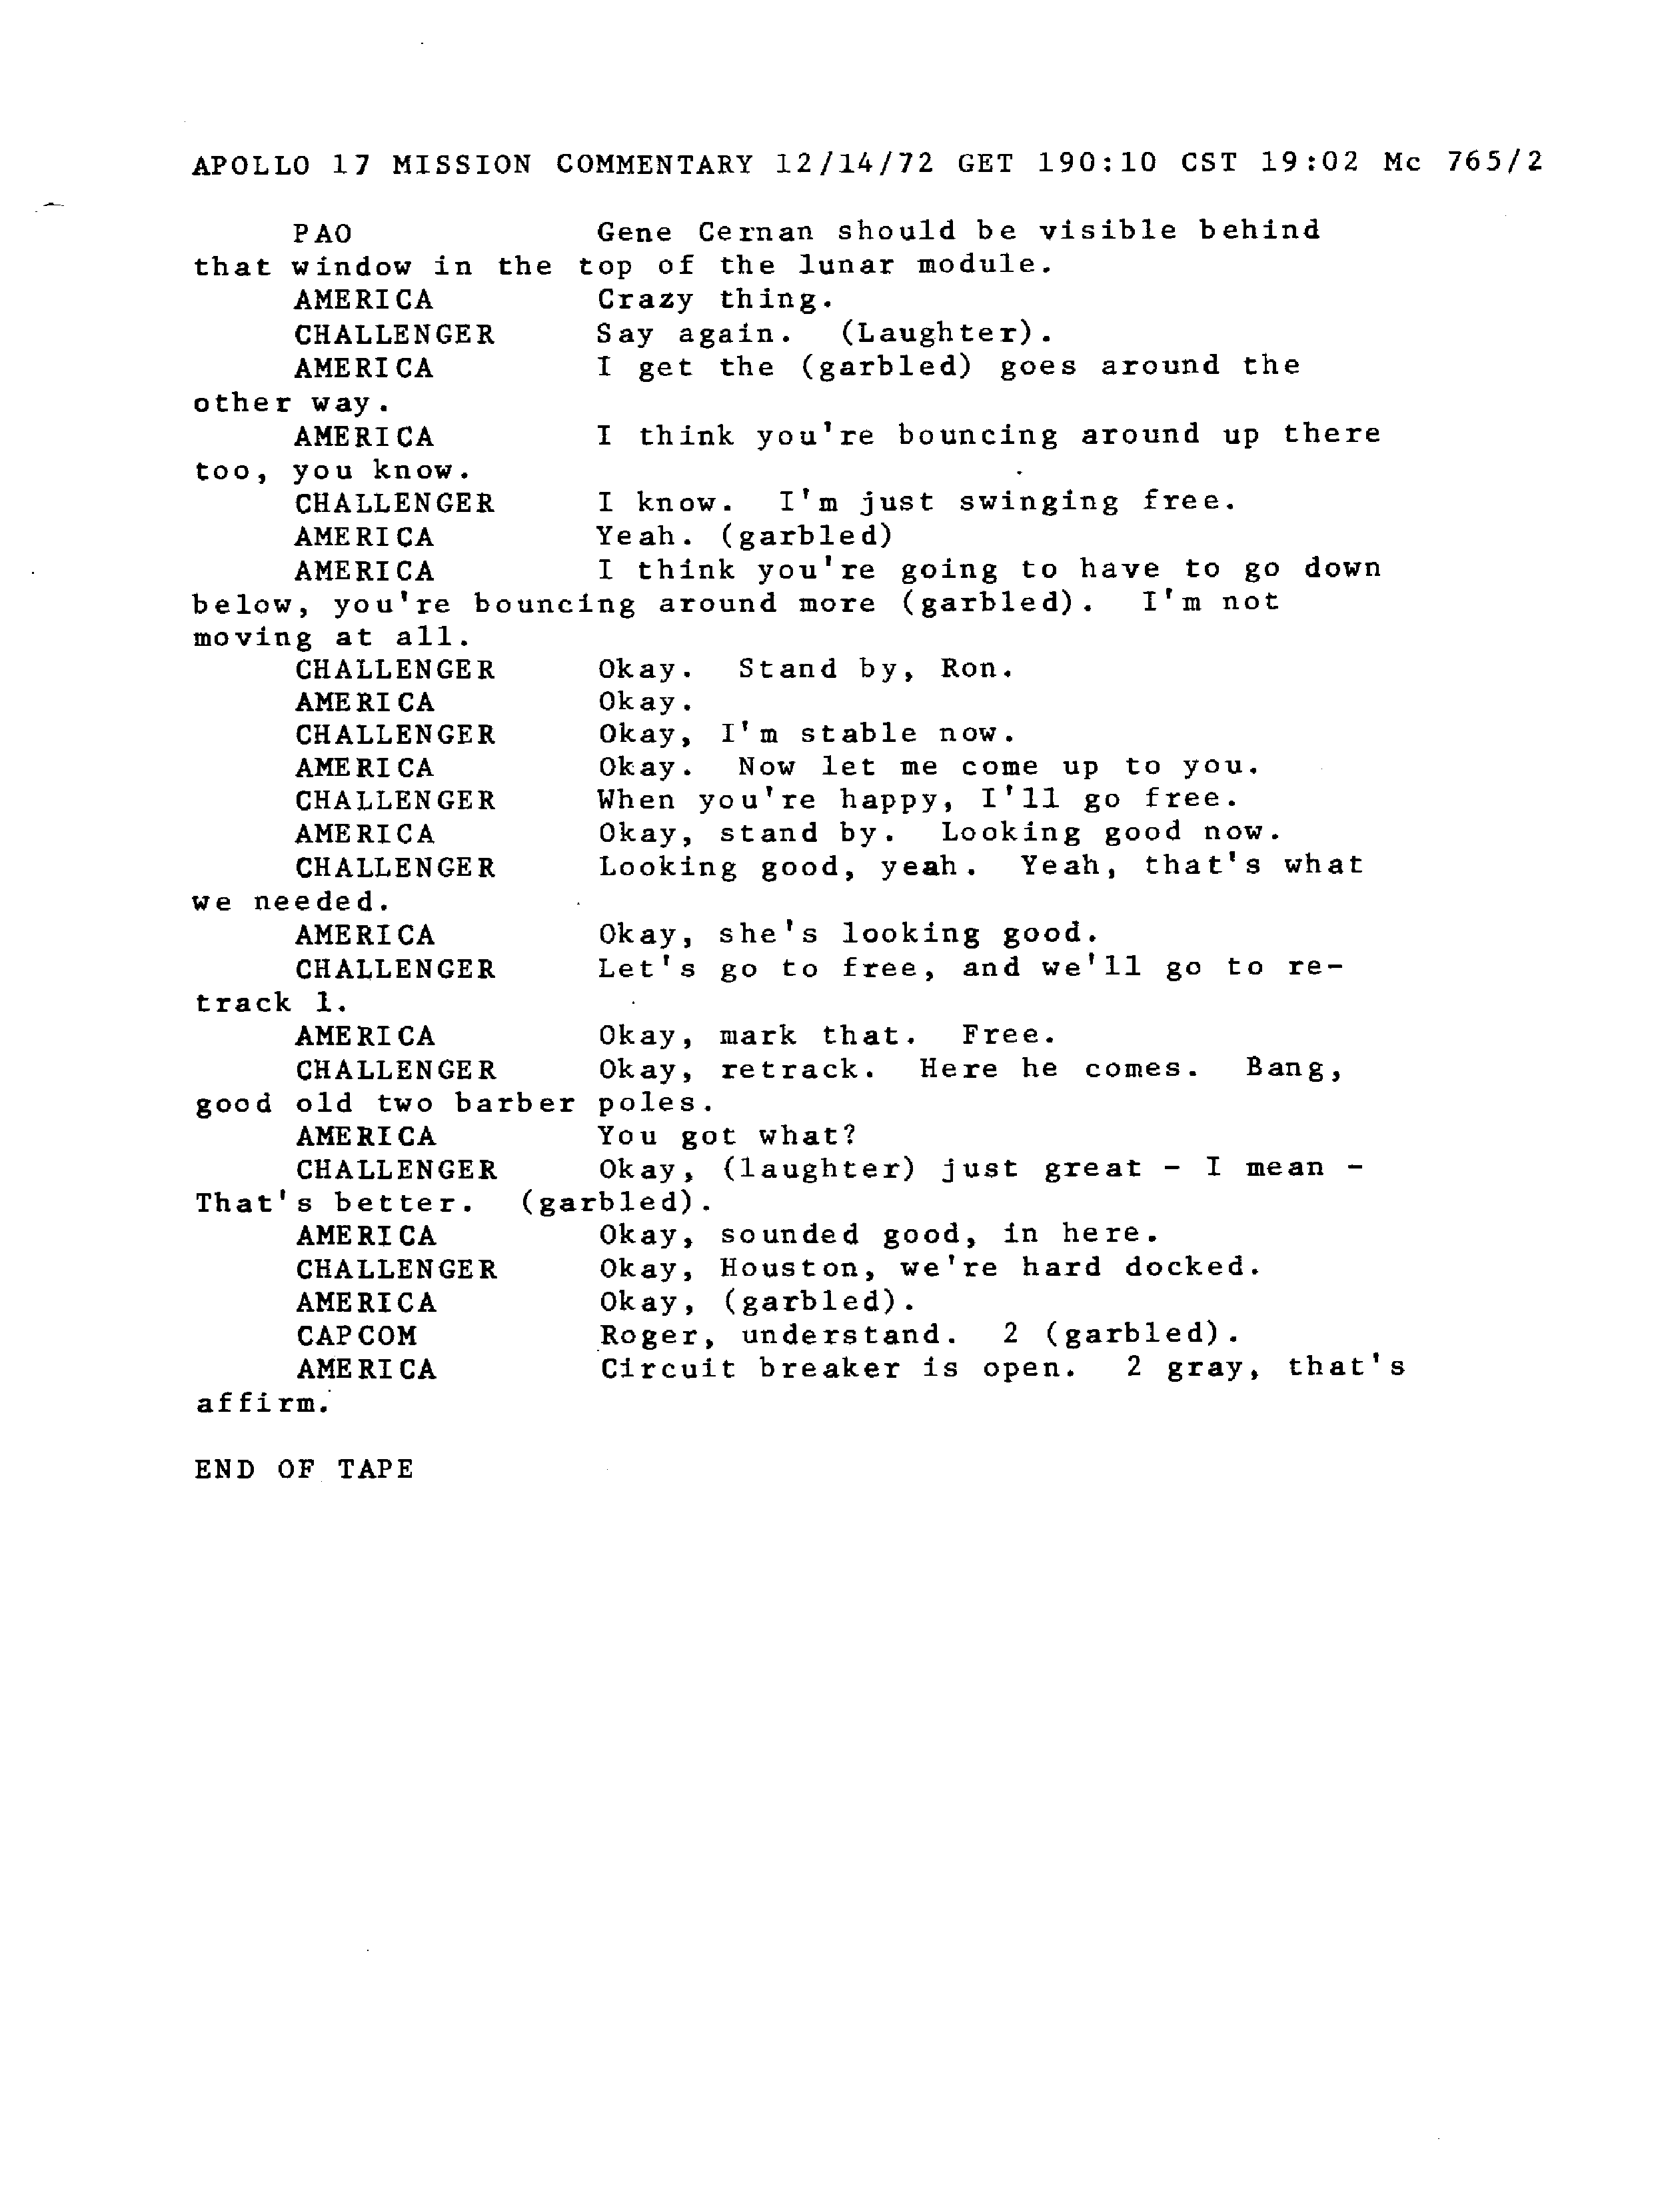 APOLLO 17 MISSION COMMENTARY 12/14/72 GET 190:10 CST 19:02 Mc 765/2
PAO Gene Cernan should be visible behind
that window in the top of the lunar module.
AMERICA Crazy thing.
CHALLENGER Say again. (Laughter).
AMERICA I get the (garbled) goes around the
other way.
AMERICA I think you're bouncing around up there
too, you know.
CHALLENGER I know. I'm just swinging free.
AMERICA Yeah. (garbled)
AMERICA I think you're going to have to go down
below, you're bouncing around more (garbled). I'm not
moving at all.
CHALLENGER Okay. Stand by, Ron.
AMERICA Okay.
CHALLENGER Okay, I'm stable now.
AMERICA Okay. Now let me come up to you.
CHALLENGER When you're happy, I'll go free.
AMERICA Okay, stand by. Looking good now.
CHALLENGER Looking good, yeah. Yeah, that's what
we needed.
AMERICA Okay, she's looking good.
CHALLENGER Let's go to free, and we'll go to re-
track 1.
AMERICA Okay, mark that. Free.
CHALLENGER Okay, retrack. Here he comes. Bang,
good old two barber poles.
AMERICA You got what?
CHALLENGER Okay, (laughter) just great - I mean -
That's better. (garbled).
AMERICA Okay, sounded good, in here.
CHALLENGER Okay, Houston, we're hard docked.
AMERICA Okay, (garbled).
CAPCOM Roger, understand. 2 (garbled).
AMERICA Circuit breaker is open. 2 gray, that's
affirm.
END OF TAPE